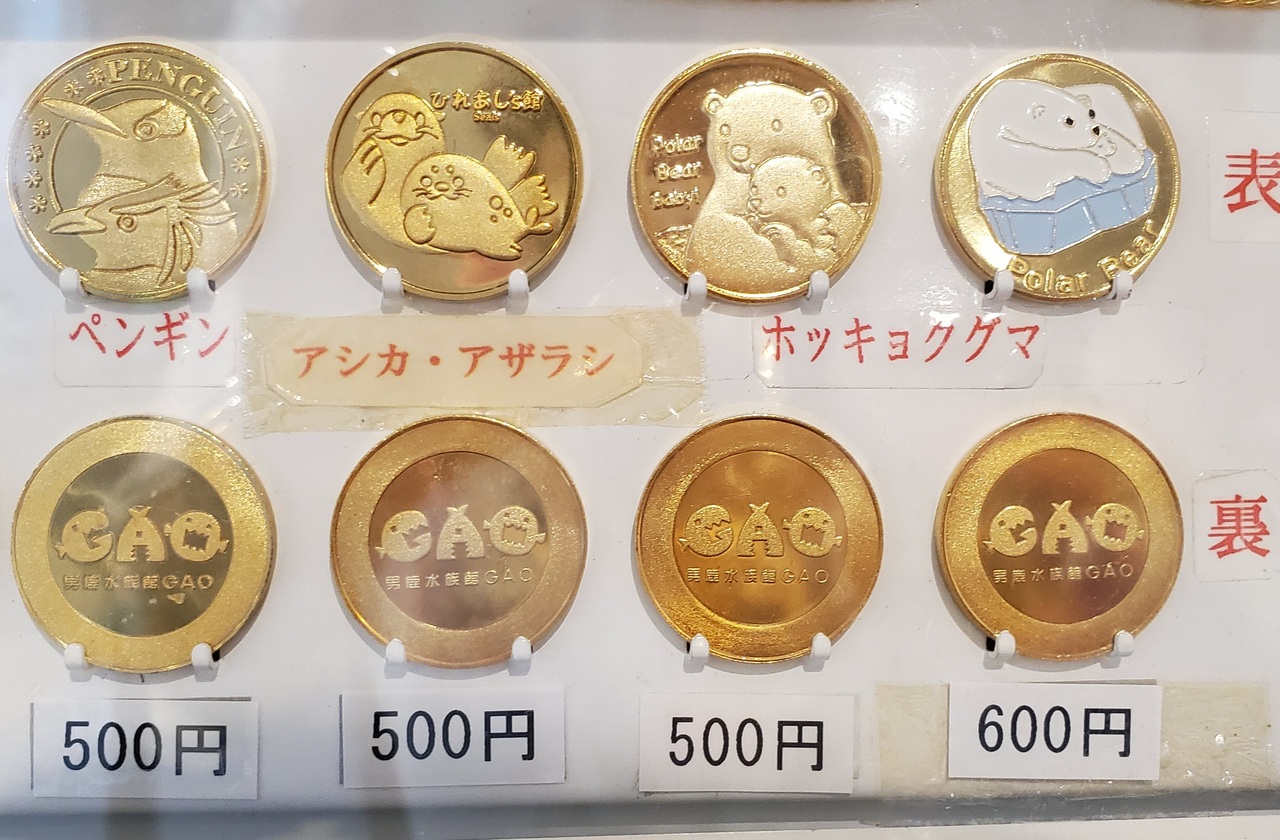 PENGUIN
ひれあし's館
Seals
Polar
Bear
Baby!
Polar Bear
表
ペンギン
アシカ・アザラシ
ホッキョクグマ
GAO
男鹿水族館GAO
GAO
男鹿水族館GAO
GAO
男鹿水族館GAO
GAO
男鹿水族館GAO
裏
500円
500円
500円
600円